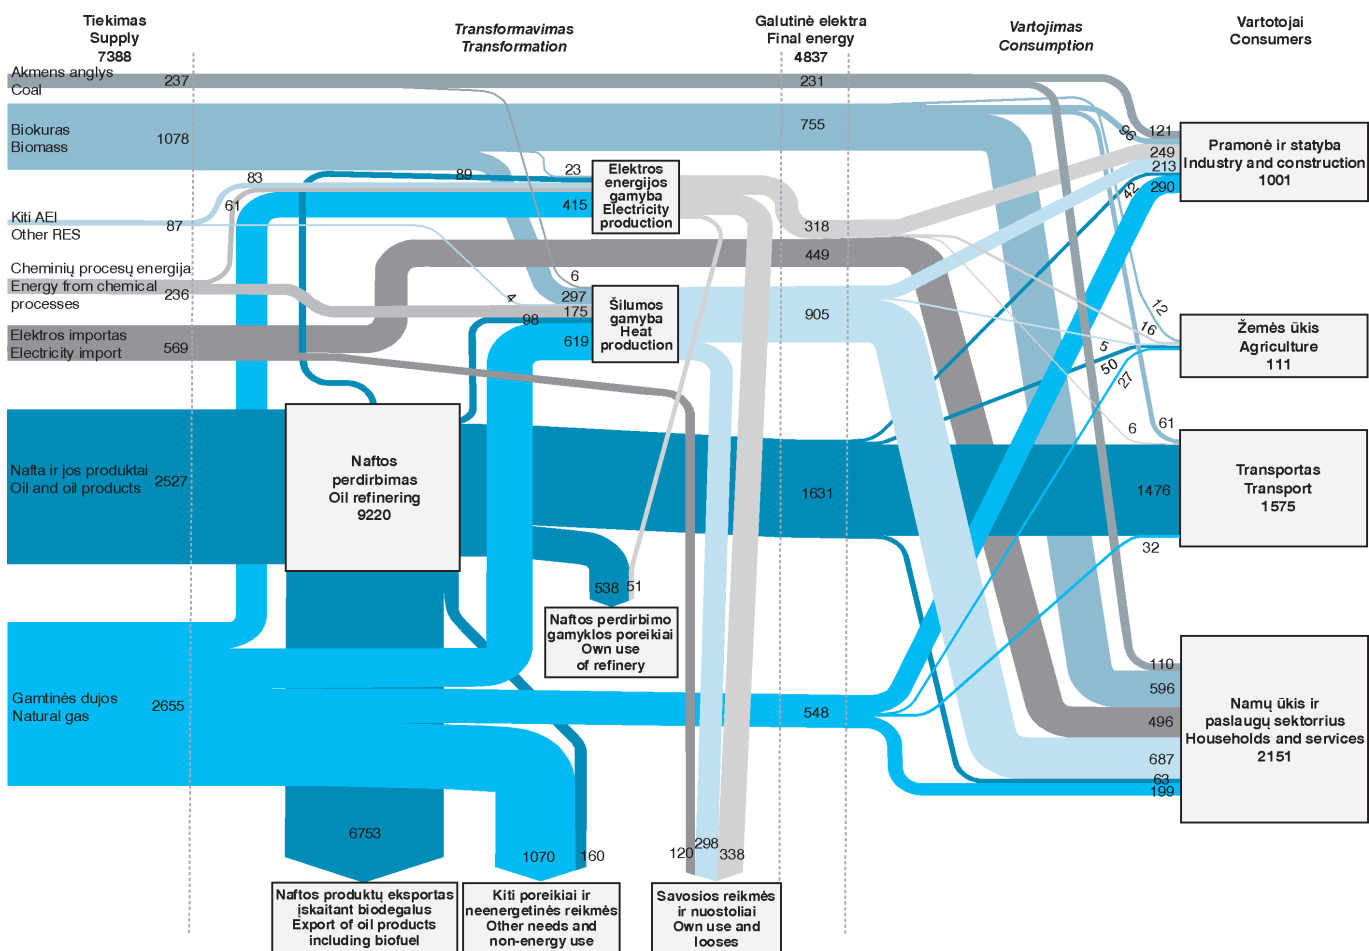 Tiekimas
Supply
7388
Transformavimas
Transformation
Galutinė elektra
Final energy
4837
Vartojimas
Consumption
Vartotojai
Consumers
Akmens anglys
Coal
237
231
121
Biokuras
Biomass
1078
755
96
Pramonė ir statyba
Industry and construction
1001
249
213
290
42
83
89
23
61
415
Elektros
energijos
gamyba
Electricity
production
Kiti AEI
Other RES
87
318
449
Cheminių procesų energija
Energy from chemical
processes
236
4
6
297
175
98
619
Šilumos
gamyba
Heat
production
905
Elektros importas
Electricity import
569
12
16
5
50
27
Žemės ūkis
Agriculture
111
Nafta ir jos produktai
Oil and oil products
2527
Naftos
perdirbimas
Oil refinering
9220
1631
6
61
1476
32
Transportas
Transport
1575
538
51
Naftos perdirbimo
gamyklos poreikiai
Own use
of refinery
Gamtinės dujos
Natural gas
2655
548
110
596
496
687
63
199
Namų ūkis ir
paslaugų sektorrius
Households and services
2151
6753
1070
160
120
298
338
Naftos produktų eksportas
įskaitant biodegalus
Export of oil products
including biofuel
Kiti poreikiai ir
neenergetinės reikmės
Other needs and
non-energy use
Savosios reikmės
ir nuostoliai
Own use and
looses